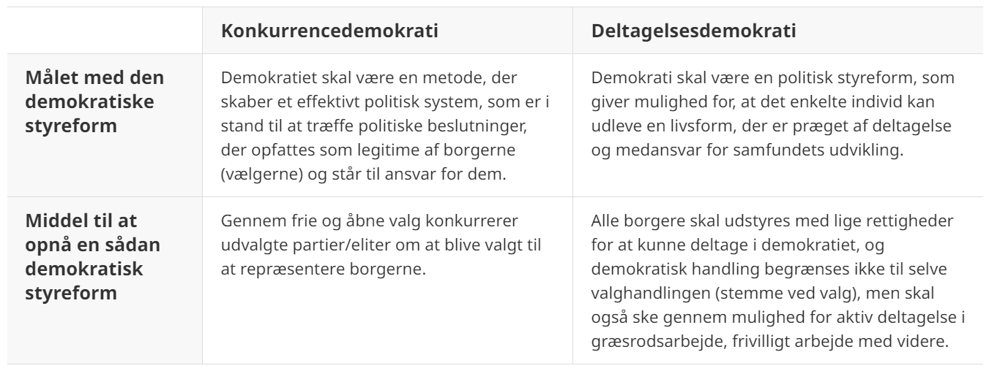 Konkurrencedemokrati
Deltagelsesdemokrati
Målet med den
demokratiske
styreform
Demokratiet skal være en metode, der
skaber et effektivt politisk system, som er i
stand til at træffe politiske beslutninger,
der opfattes som legitime af borgerne
(vælgerne) og står til ansvar for dem.
Demokrati skal være en politisk styreform, som
giver mulighed for, at det enkelte individ kan
udleve en livsform, der er præget af deltagelse
og medansvar for samfundets udvikling.
Middel til at
opnå en sådan
demokratisk
styreform
Gennem frie og åbne valg konkurrerer
udvalgte partier/eliter om at blive valgt til
at repræsentere borgerne.
Alle borgere skal udstyres med lige rettigheder
for at kunne deltage i demokratiet, og
demokratisk handling begrænses ikke til selve
valghandlingen (stemme ved valg), men skal
også ske gennem mulighed for aktiv deltagelse i
græsrodsarbejde, frivilligt arbejde med videre.